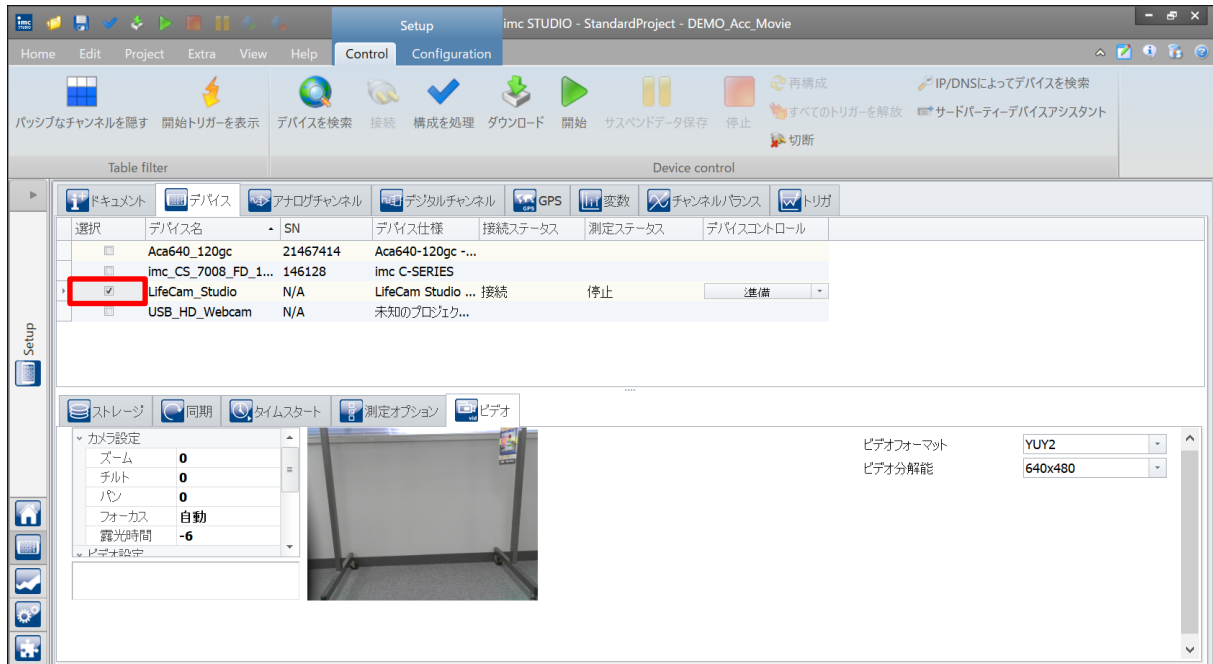 imc STUDIO
Setup
imc STUDIO - StandardProject - DEMO_Acc_Movie
Home Edit Project Extra View Help Control Configuration
パッシブなチャンネルを隠す 開始トリガーを表示 デバイスを検索 接続 構成を処理 ダウンロード 開始 サスペンドデータ保存 停止
再構成
すべてのトリガーを解放
切断
IP/DNSによってデバイスを検索
サードパーティーデバイスアシスタント
Table filter Device control
ドキュメント デバイス アナログチャンネル デジタルチャンネル GPS 変数 チャンネルバランス トリガ
選択 デバイス名 SN デバイス仕様 接続ステータス 測定ステータス デバイスコントロール
Aca640_120gc 21467414 Aca640-120gc -...
imc_CS_7008_FD_1... 146128 imc C-SERIES
LifeCam_Studio N/A LifeCam Studio ... 接続 停止 準備
USB_HD_Webcam N/A 未知のプロジェク...
Setup
ストレージ 同期 タイムスタート 測定オプション ビデオ
カメラ設定
ズーム 0
チルト 0
パン 0
フォーカス 自動
露光時間 -6
ビデオ設定
ビデオフォーマット YUY2
ビデオ分解能 640x480